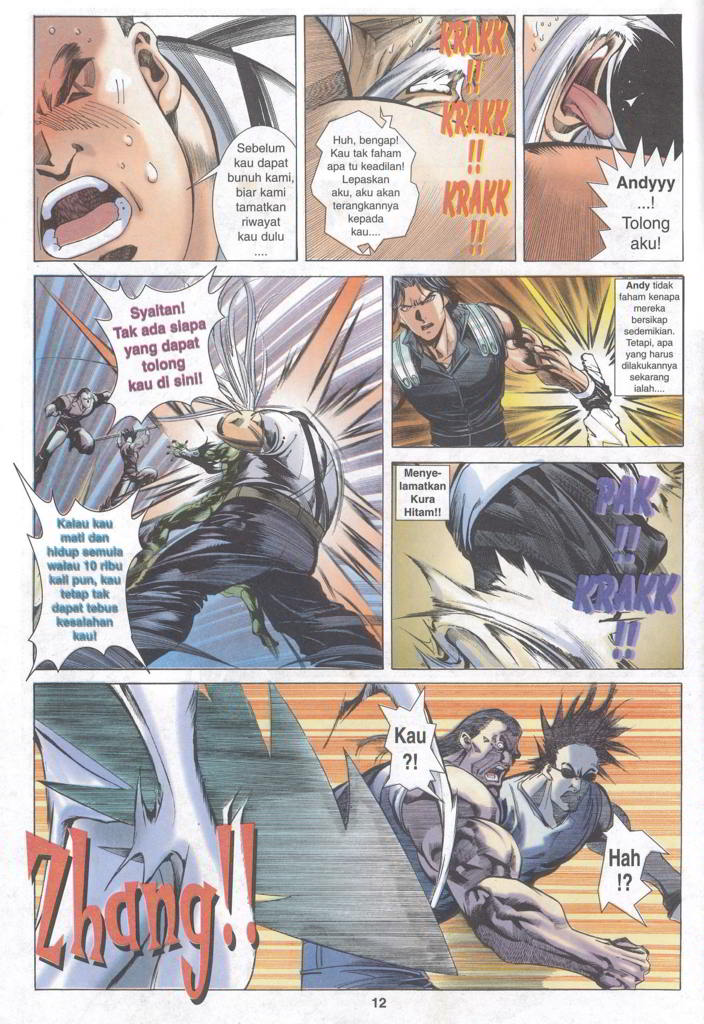 Sebelum
kau dapat
bunuh kami,
biar kami
tamatkan
riwayat
kau dulu
....
Huh, bengap!
Kau tak faham
apa tu keadilan!
Lepaskan
aku, aku akan
terangkannya
kepada
kau....
KRAKK
!!
KRAKK
!!
KRAKK
!!
Andyyy
...!
Tolong
aku!
Syaitan!
Tak ada siapa
yang dapat
tolong
kau di sini!
Kalau kau
mati dan
hidup semula
walau 10 ribu
kali pun, kau
tetap tak
dapat tebus
kesalahan
kau!
Andy tidak
faham kenapa
mereka
bersikap
sedemikian.
Tetapi, apa
yang harus
dilakukannya
sekarang
ialah....
Menye-
lamatkan
Kura
Hitam!!
PAK
!!
KRAKK
!!
Kau
?!
Zhang!!
Hah
!?
12